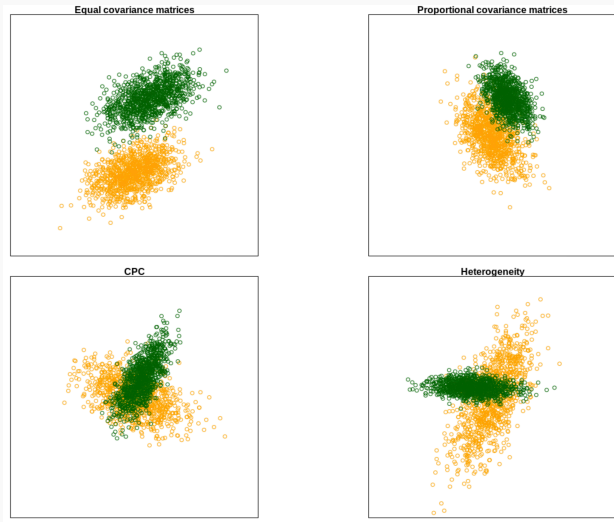 Equal covariance matrices
Proportional covariance matrices
CPC
Heterogeneity